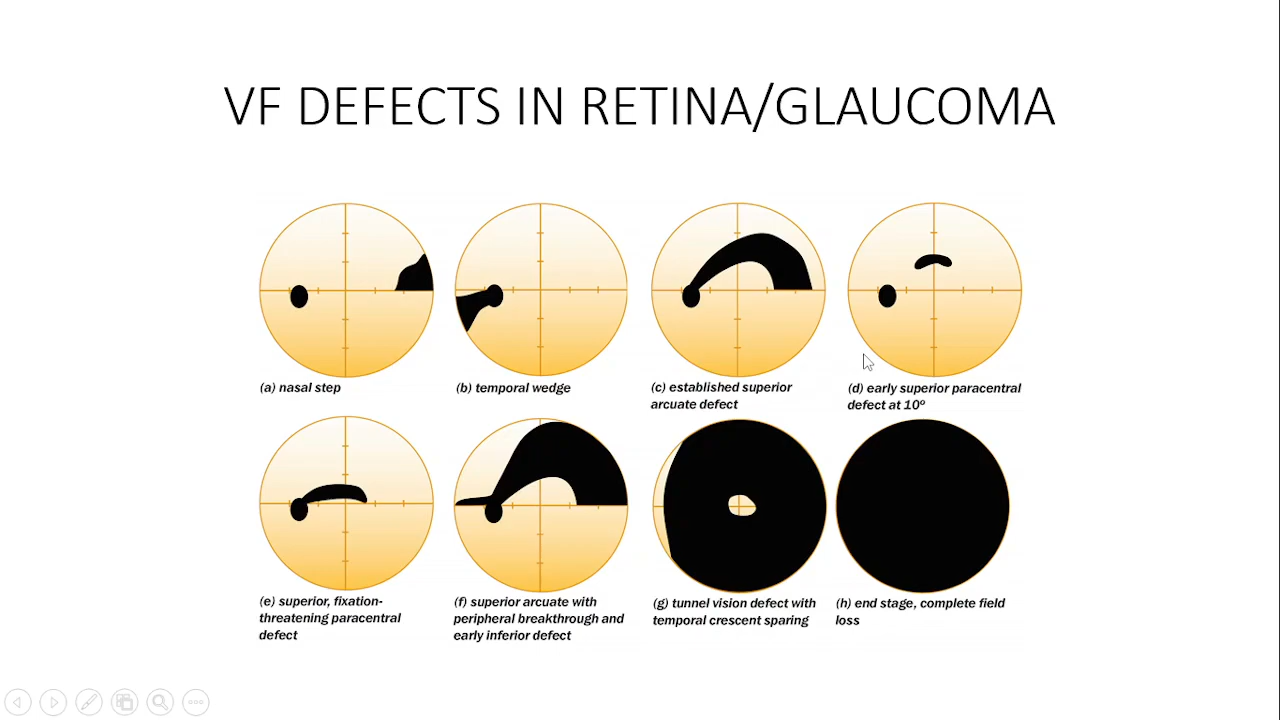 VF DEFECTS IN RETINA/GLAUCOMA
(a) nasal step
(b) temporal wedge
(c) established superior
arcuate defect
(d) early superior paracentral
defect at 10º
(e) superior, fixation-
threatening paracentral
defect
(f) superior arcuate with
peripheral breakthrough and
early inferior defect
(g) tunnel vision defect with
temporal crescent sparing
(h) end stage, complete field
loss